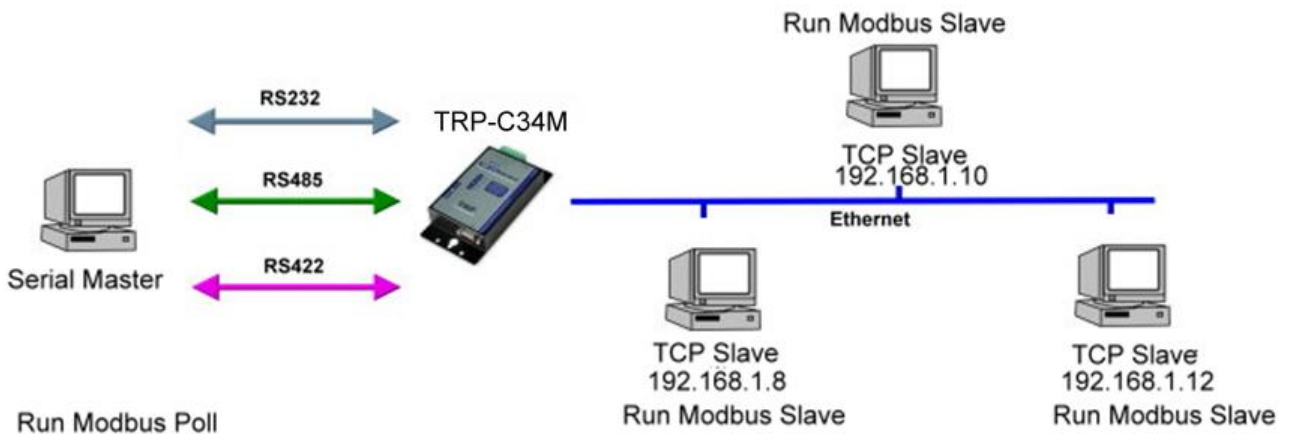 Run Modbus Slave
RS232
TRP-C34M
TCP Slave
192.168.1.10
RS485
Ethernet
RS422
Serial Master
TCP Slave
192.168.1.8
Run Modbus Slave
TCP Slave
192.168.1.12
Run Modbus Slave
Run Modbus Poll